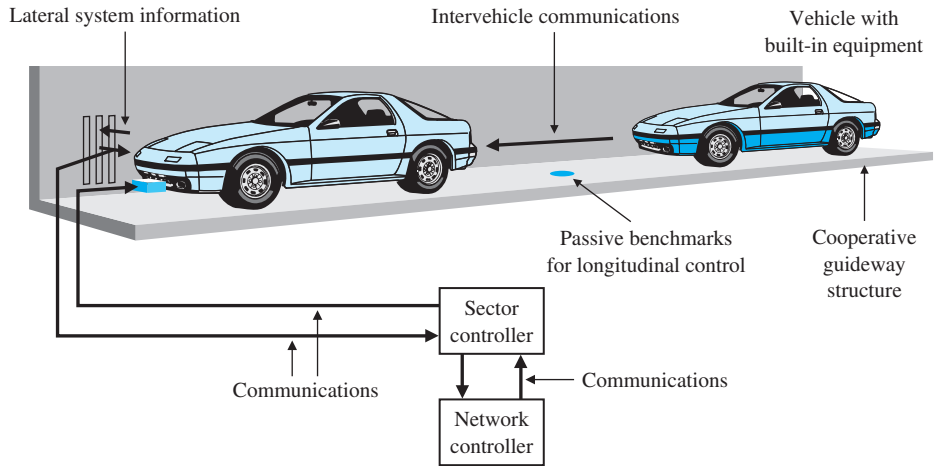 Lateral system information
Intervehicle communications
Vehicle with
built-in equipment
Passive benchmarks
for longitudinal control
Cooperative
guideway
structure
Sector
controller
Communications
Communications
Network
controller